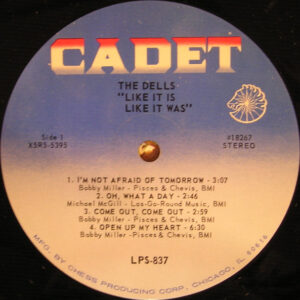 CADET
THE DELLS
"LIKE IT IS
LIKE IT WAS"
Side 1
XSRS-5395
#18267
STEREO
1. I'M NOT AFRAID OF TOMORROW - 3:07
Bobby Miller - Pisces & Chevis, BMI
2. OH, WHAT A DAY - 2:46
Michael McGill - Las-Go-Round Music, BMI
3. COME OUT, COME OUT - 2:59
Bobby Miller - Pisces & Chevis, BMI
4. OPEN UP MY HEART - 6:30
Bobby Miller - Pisces & Chevis, BMI
LPS-837
MFG. BY CHESS PRODUCING CORP., CHICAGO, IL 60616